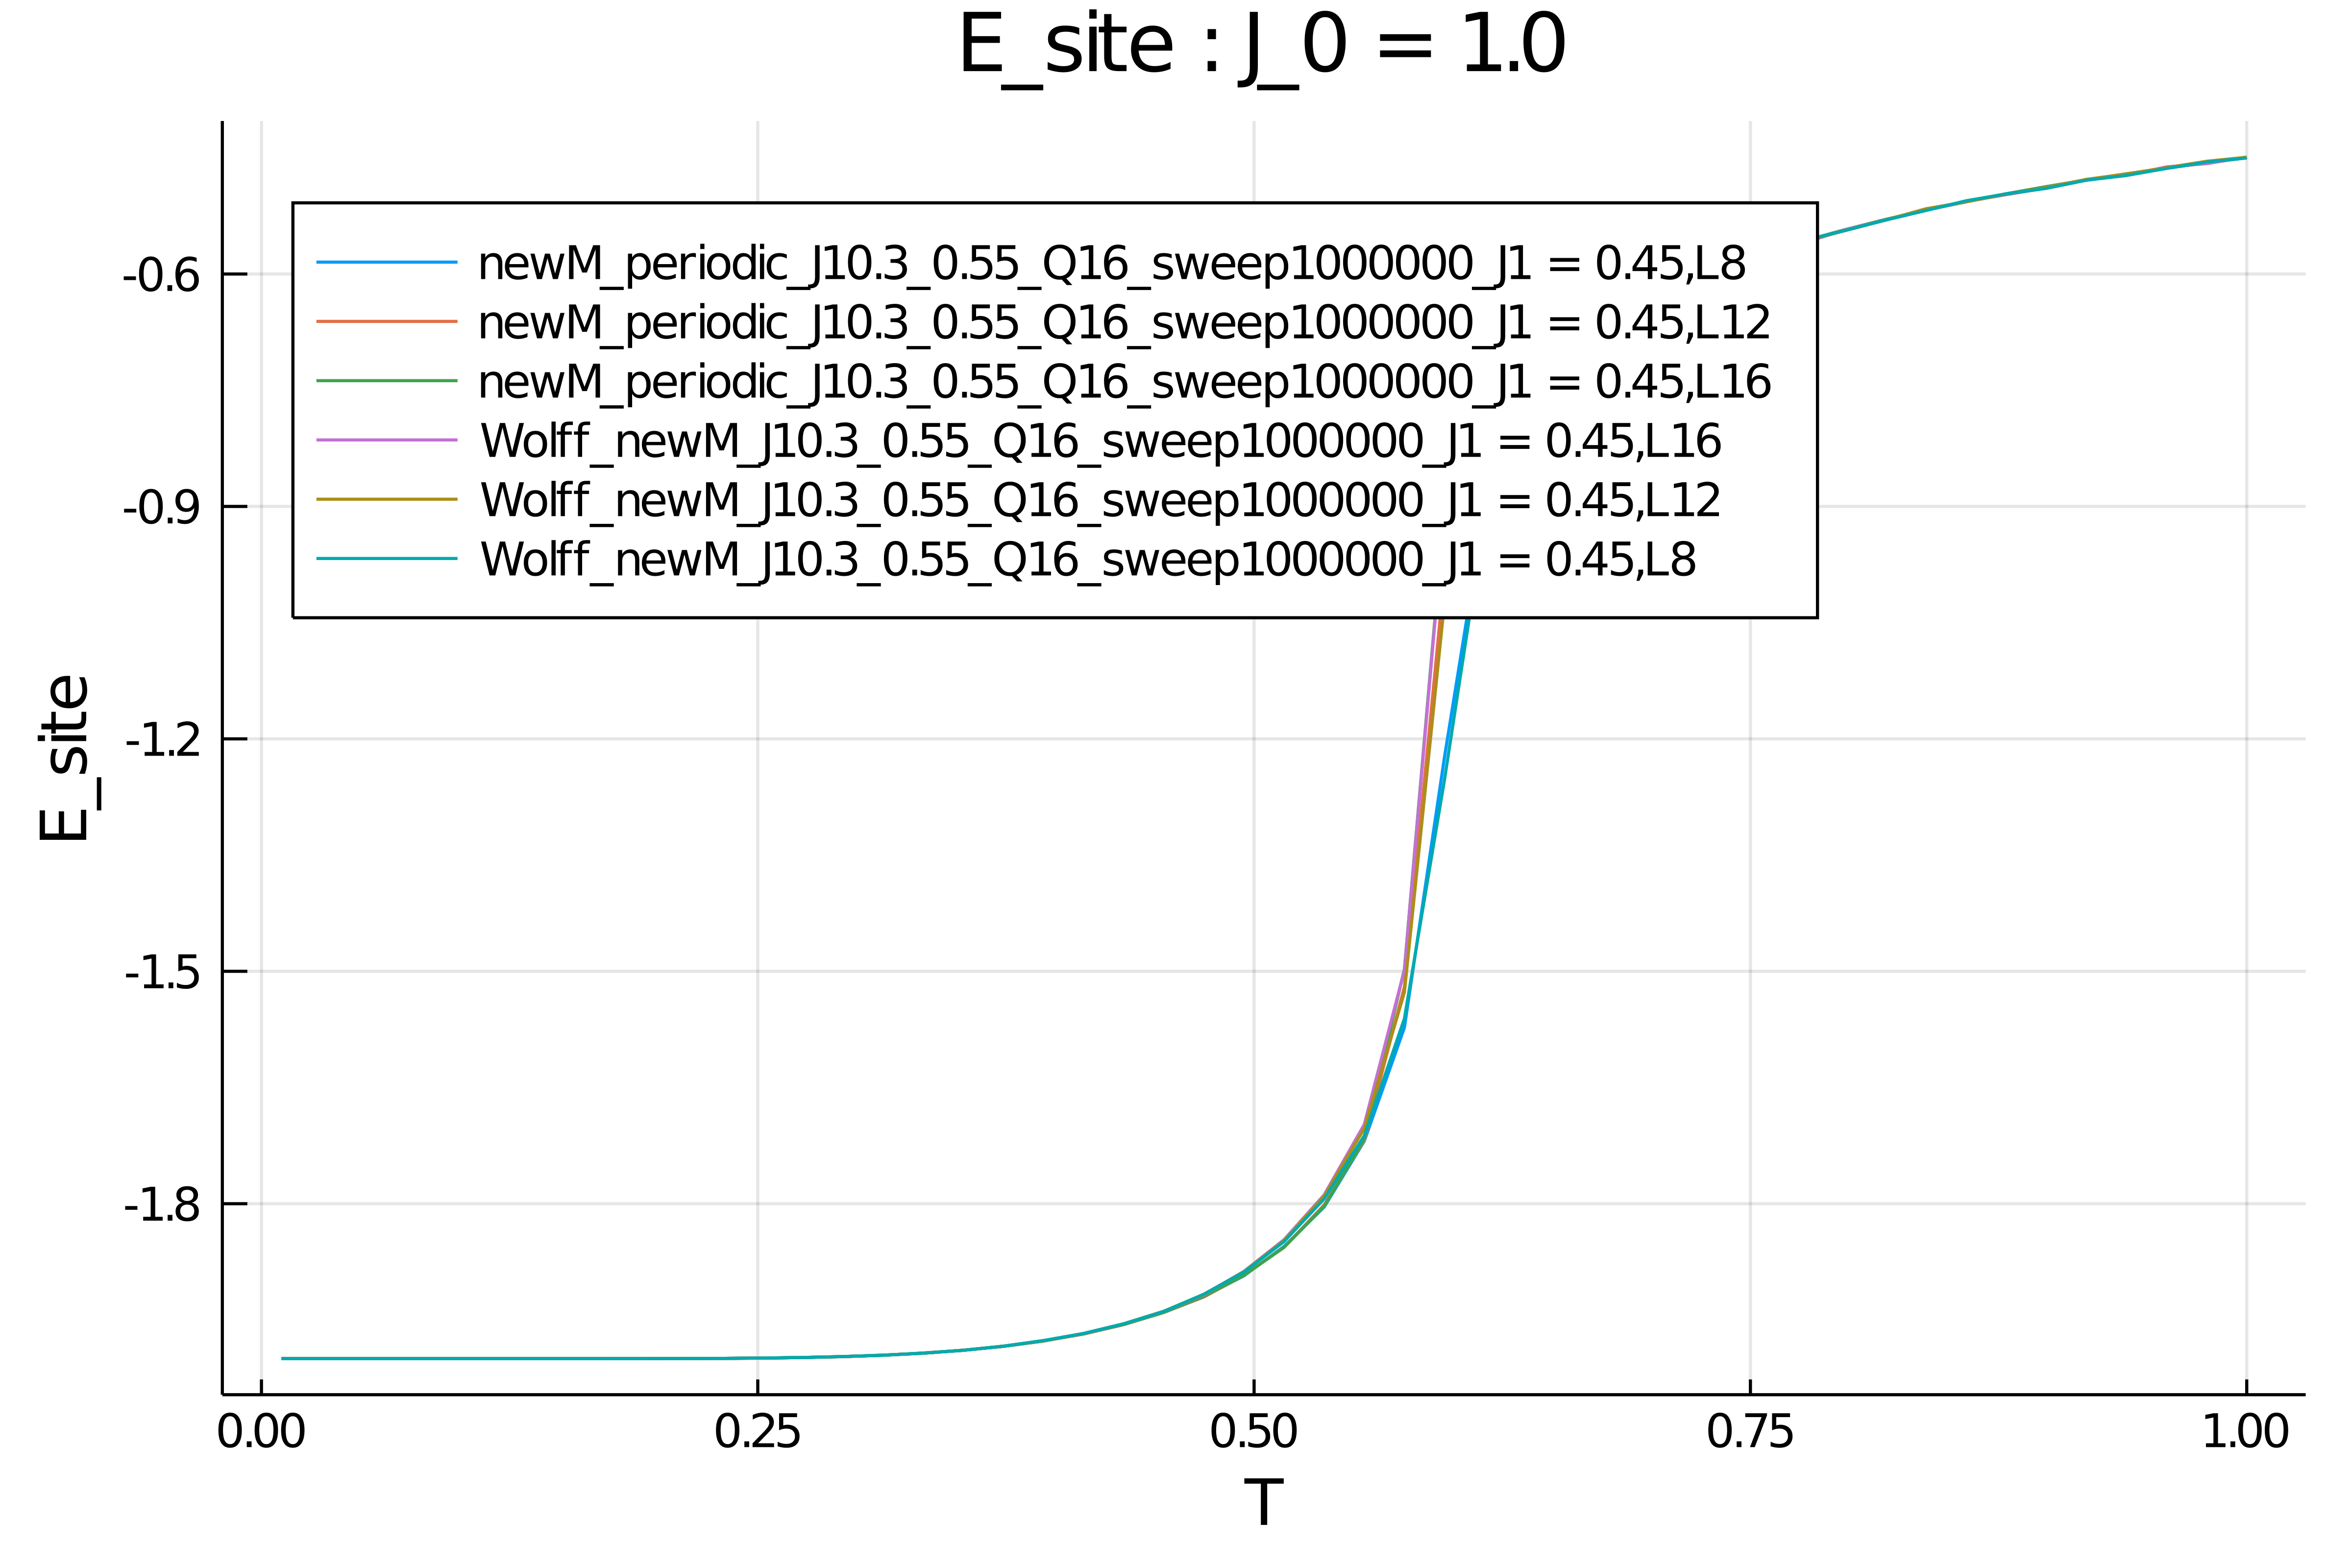 E_site : J_0 = 1.0
newM_periodic_J10.3_0.55_Q16_sweep1000000_J1 = 0.45,L8
newM_periodic_J10.3_0.55_Q16_sweep1000000_J1 = 0.45,L12
newM_periodic_J10.3_0.55_Q16_sweep1000000_J1 = 0.45,L16
Wolff_newM_J10.3_0.55_Q16_sweep1000000_J1 = 0.45,L16
Wolff_newM_J10.3_0.55_Q16_sweep1000000_J1 = 0.45,L12
Wolff_newM_J10.3_0.55_Q16_sweep1000000_J1 = 0.45,L8
E_site
-0.6
-0.9
-1.2
-1.5
-1.8
0.00 0.25 0.50 0.75 1.00
T